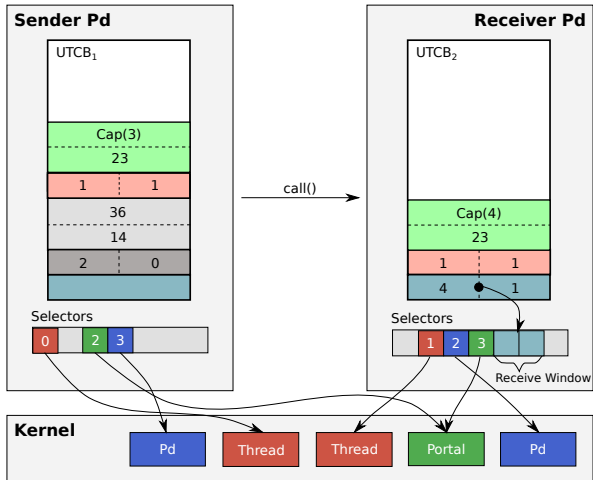 Sender Pd
UTCB1
Cap(3)
23
1 1
36
14
2 0
Selectors
0 2 3
call()
Receiver Pd
UTCB2
Cap(4)
23
1 1
4 1
Selectors
1 2 3
Receive Window
Kernel
Pd Thread Thread Portal Pd